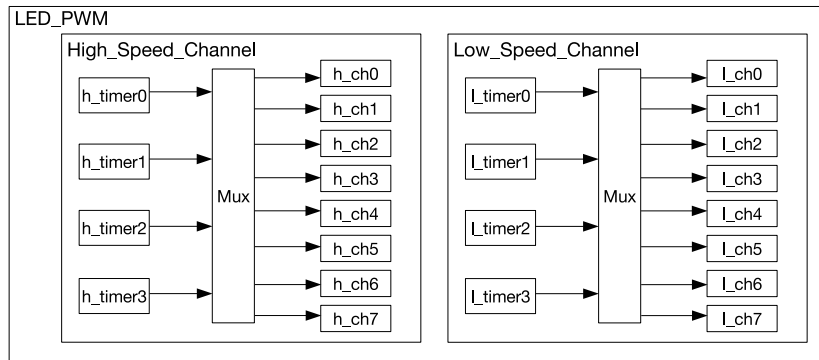 LED_PWM
High_Speed_Channel
h_timer0
h_timer1
h_timer2
h_timer3
Mux
h_ch0
h_ch1
h_ch2
h_ch3
h_ch4
h_ch5
h_ch6
h_ch7
Low_Speed_Channel
l_timer0
l_timer1
l_timer2
l_timer3
Mux
l_ch0
l_ch1
l_ch2
l_ch3
l_ch4
l_ch5
l_ch6
l_ch7